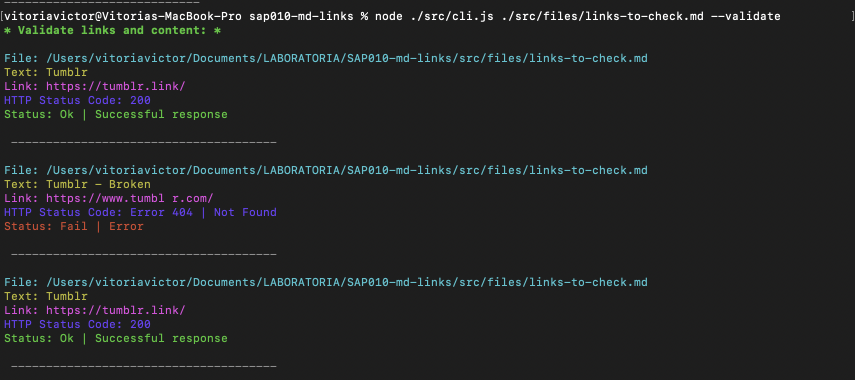 [vitoriavictor@Vitorias-MacBook-Pro sap010-md-links % node ./src/cli.js ./src/files/links-to-check.md --validate ]
* Validate links and content: *
File: /Users/vitoriavictor/Documents/LABORATORIA/SAP010-md-links/src/files/links-to-check.md
Text: Tumblr
Link: https://tumblr.link/
HTTP Status Code: 200
Status: Ok | Successful response
--------------------------------------
File: /Users/vitoriavictor/Documents/LABORATORIA/SAP010-md-links/src/files/links-to-check.md
Text: Tumblr - Broken
Link: https://www.tumbl r.com/
HTTP Status Code: Error 404 | Not Found
Status: Fail | Error
--------------------------------------
File: /Users/vitoriavictor/Documents/LABORATORIA/SAP010-md-links/src/files/links-to-check.md
Text: Tumblr
Link: https://tumblr.link/
HTTP Status Code: 200
Status: Ok | Successful response
--------------------------------------